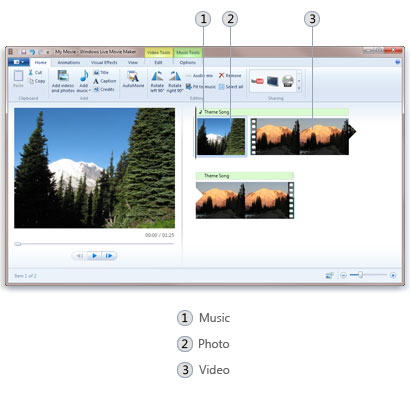 1 2 3
My Movie - Windows Live Movie Maker
Video Tools
Music Tools
Home Animations Visual Effects View Edit Options
Paste
Cut
Copy
Clipboard
Add videos and photos
Add music
Title
Caption
Credits
Add
AutoMovie
Rotate left 90°
Rotate right 90°
Audio mix
Fit to music
Remove
Select all
Editing
YouTube
DVD
Sharing
Theme Song
00:00 / 01:25
Theme Song
Item 1 of 2
1 Music
2 Photo
3 Video